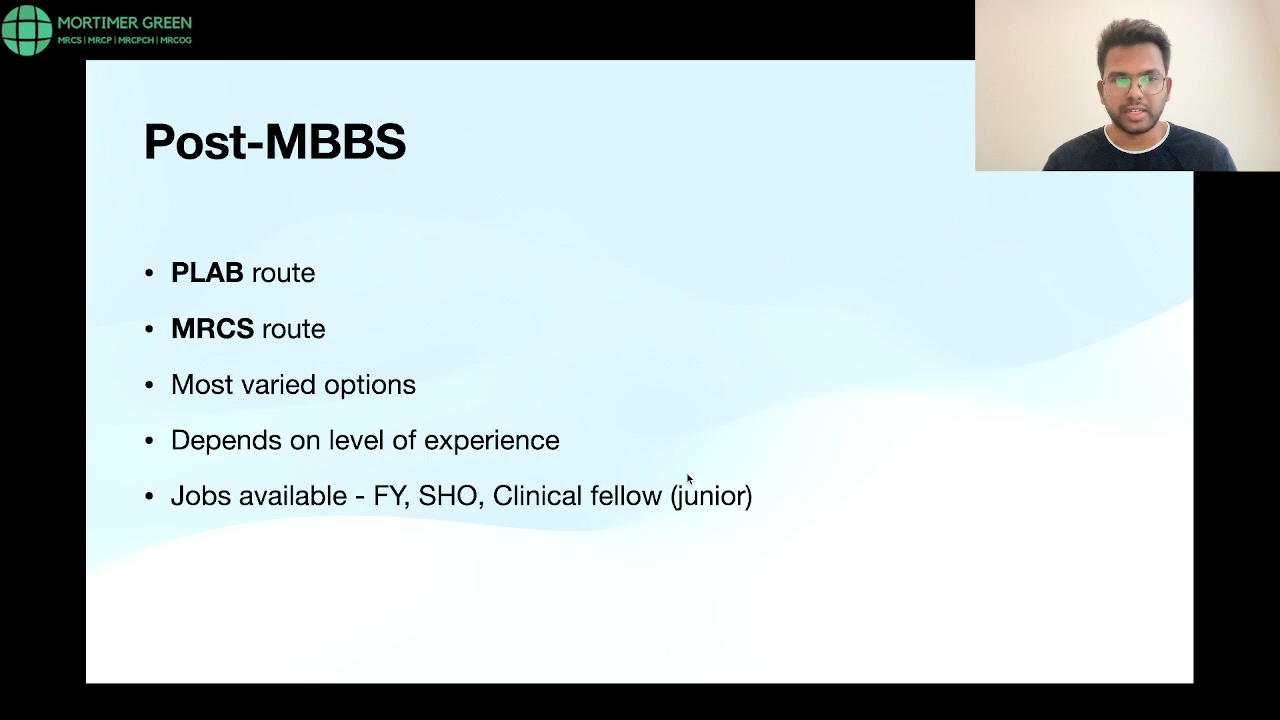 MORTIMER GREEN
MRCS | MRCP | MRCPCH | MRCOG
Post-MBBS
• PLAB route
• MRCS route
• Most varied options
• Depends on level of experience
• Jobs available - FY, SHO, Clinical fellow (junior)